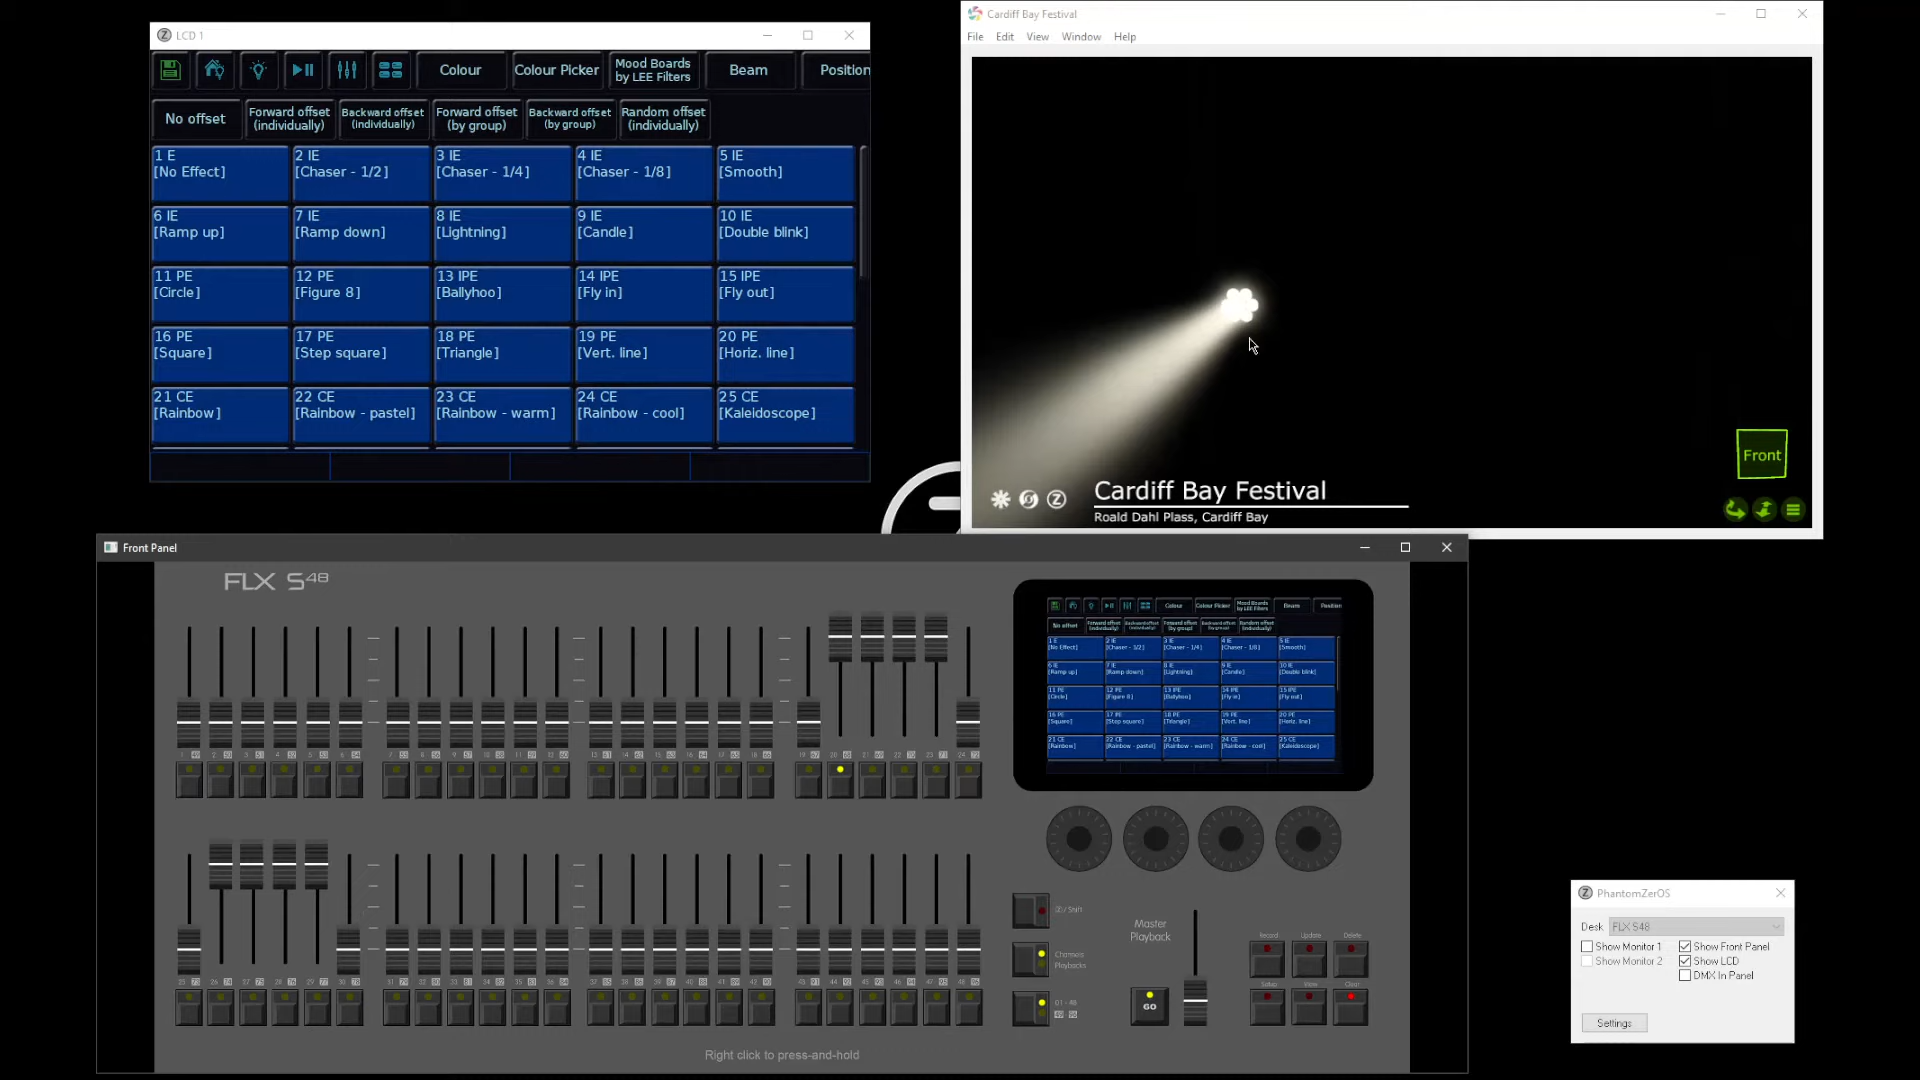 LCD 1
Colour
Colour Picker
Mood Boards
by LEE Filters
Beam
Position
No offset
Forward offset
(individually)
Backward offset
(individually)
Forward offset
(by group)
Backward offset
(by group)
Random offset
(individually)
1 E
[No Effect]
2 IE
[Chaser - 1/2]
3 IE
[Chaser - 1/4]
4 IE
[Chaser - 1/8]
5 IE
[Smooth]
6 IE
[Ramp up]
7 IE
[Ramp down]
8 IE
[Lightning]
9 IE
[Candle]
10 IE
[Double blink]
11 PE
[Circle]
12 PE
[Figure 8]
13 IPE
[Ballyhoo]
14 IPE
[Fly in]
15 IPE
[Fly out]
16 PE
[Square]
17 PE
[Step square]
18 PE
[Triangle]
19 PE
[Vert. line]
20 PE
[Horiz. line]
21 CE
[Rainbow]
22 CE
[Rainbow - pastel]
23 CE
[Rainbow - warm]
24 CE
[Rainbow - cool]
25 CE
[Kaleidoscope]
Cardiff Bay Festival
File Edit View Window Help
Front
Cardiff Bay Festival
Roald Dahl Plass, Cardiff Bay
Front Panel
FLX S48
Master
Playback
Channels
Playbacks
GO
Record
Update
Delete
Setup
View
Clear
Right click to press-and-hold
PhantomZerOS
Desk FLX S48
Show Monitor 1
Show Front Panel
Show Monitor 2
Show LCD
DMX In Panel
Settings